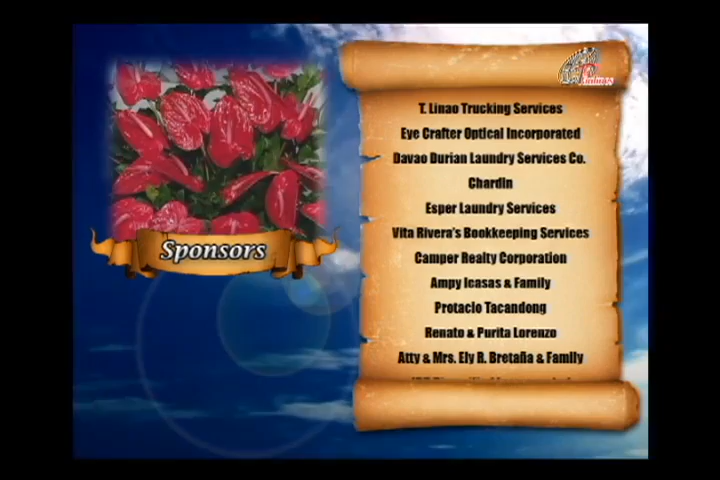 Sponsors
T. Linao Trucking Services
Eye Crafter Optical Incorporated
Davao Durian Laundry Services Co.
Chardin
Esper Laundry Services
Vita Rivera's Bookkeeping Services
Camper Realty Corporation
Ampy Icasas & Family
Protacio Tacandong
Renato & Purita Lorenzo
Atty & Mrs. Ely R. Bretaña & Family